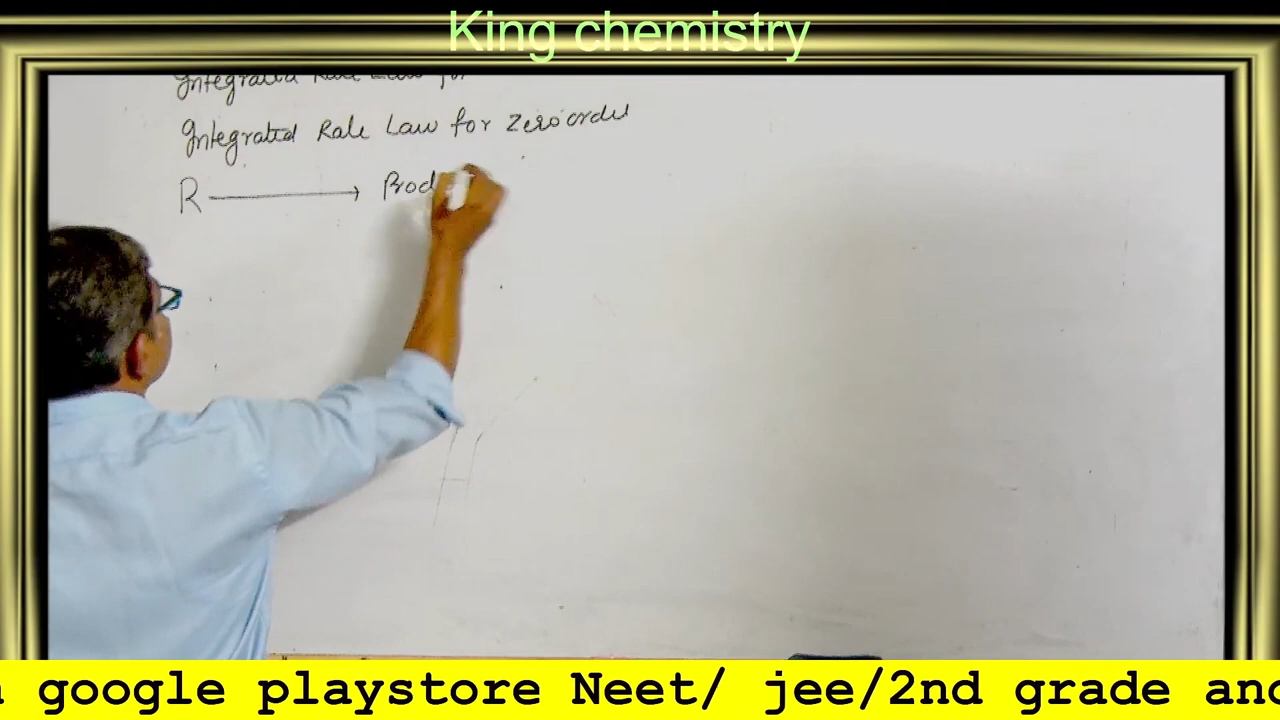 King chemistry
Integrated Rate Law for
Integrated Rate Law for Zero order
R → Prod
google playstore Neet/ jee/2nd grade and